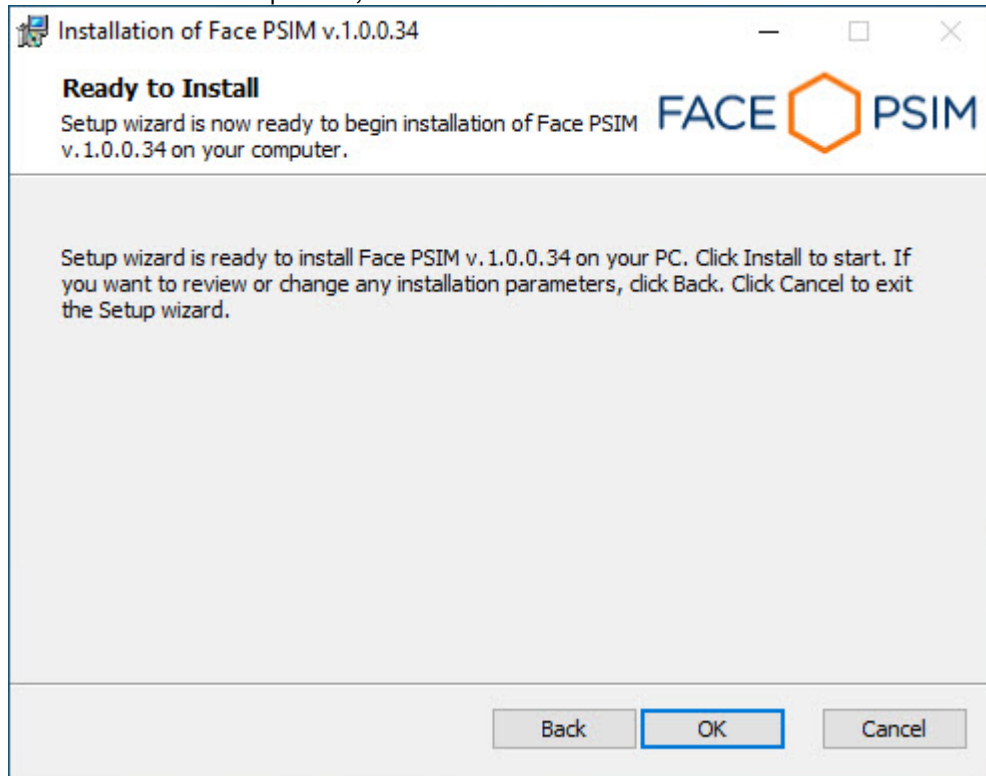 Installation of Face PSIM v.1.0.0.34
Ready to Install
Setup wizard is now ready to begin installation of Face PSIM
v.1.0.0.34 on your computer.
FACE PSIM
Setup wizard is ready to install Face PSIM v.1.0.0.34 on your PC. Click Install to start. If
you want to review or change any installation parameters, click Back. Click Cancel to exit
the Setup wizard.
Back
OK
Cancel